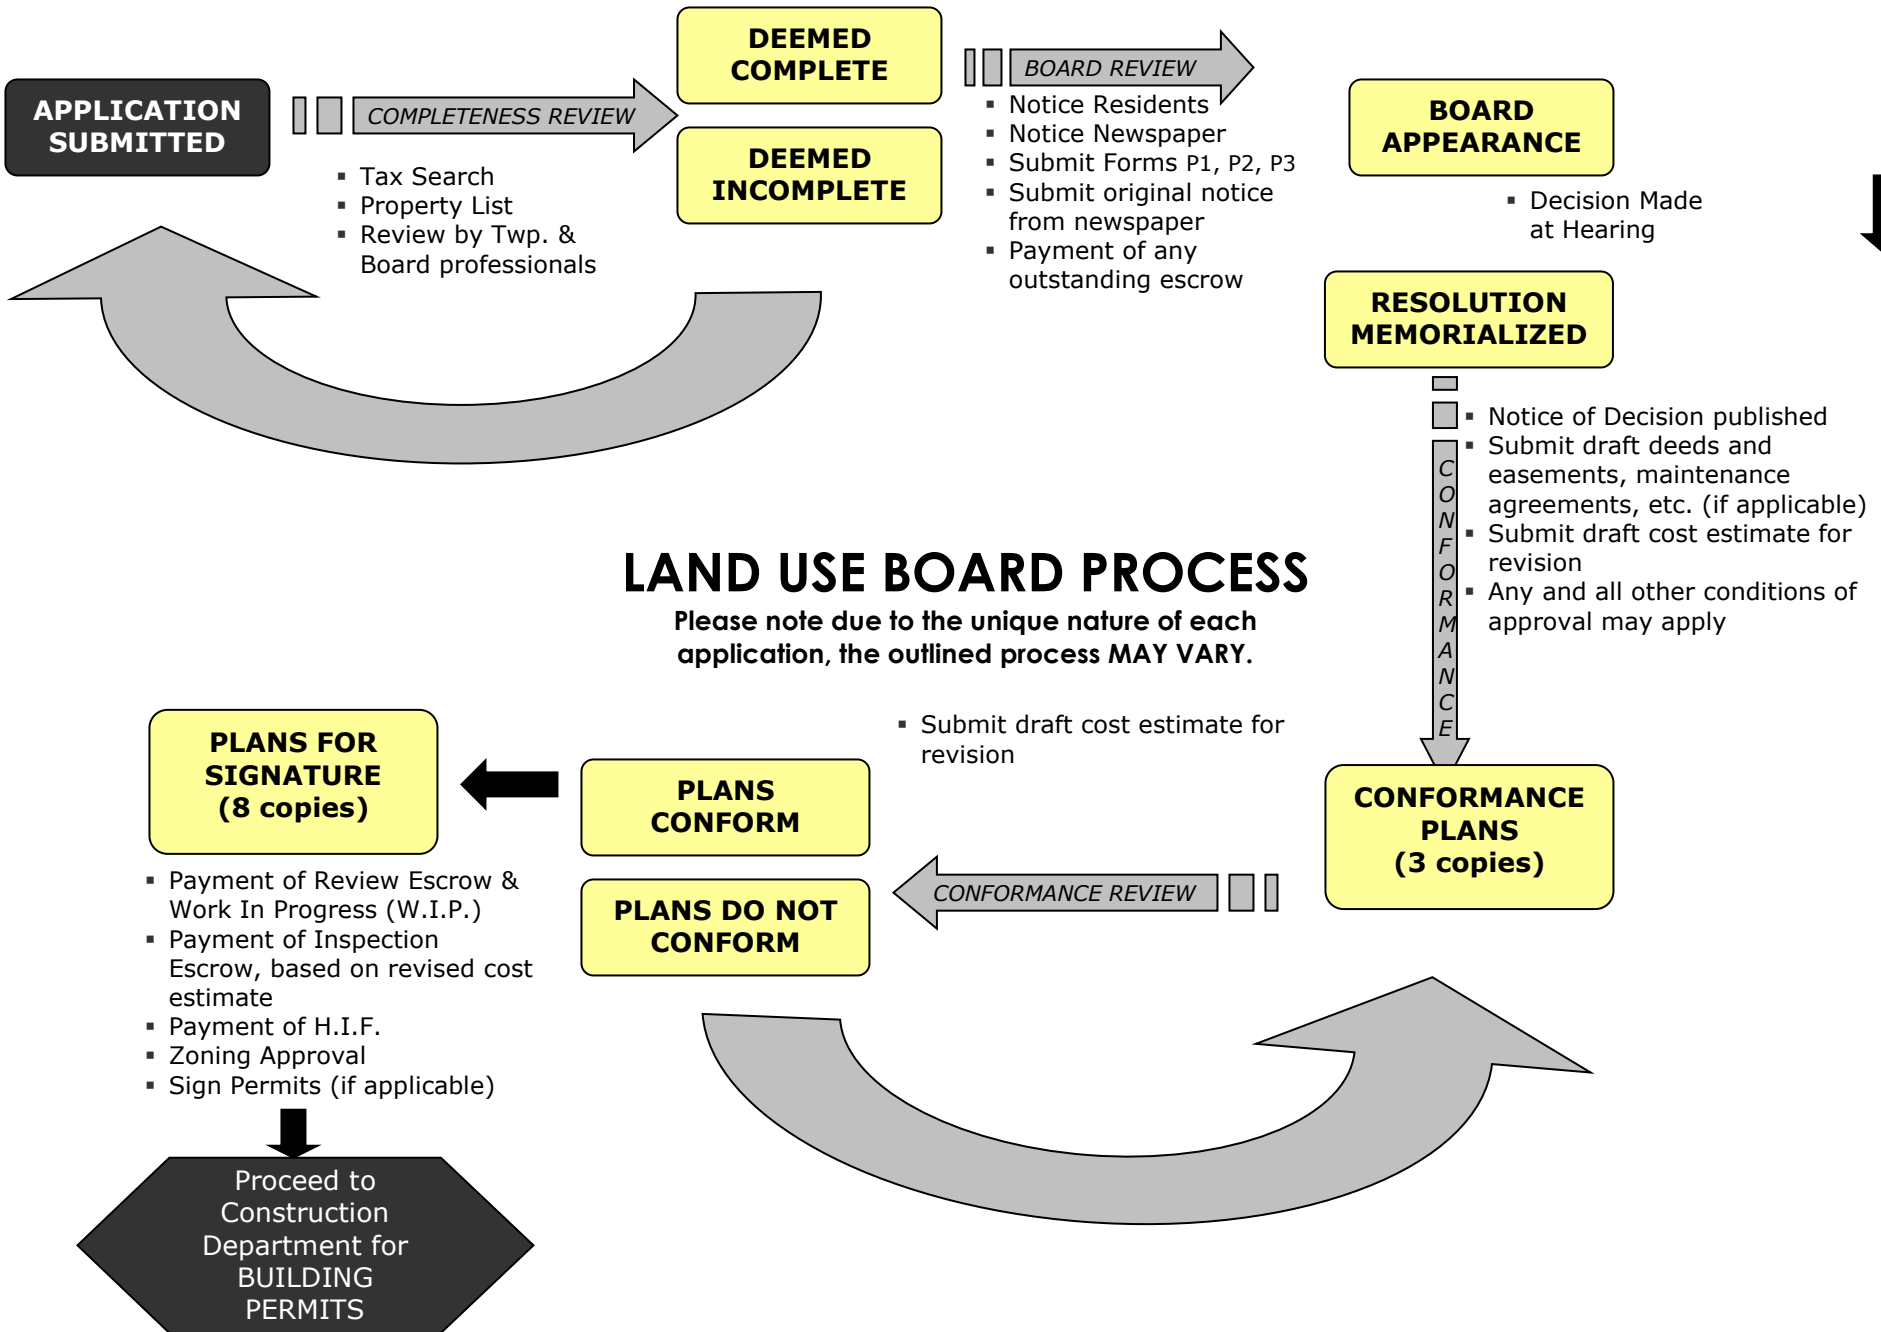 APPLICATION
SUBMITTED
COMPLETENESS REVIEW
▪ Tax Search
▪ Property List
▪ Review by Twp. &
Board professionals
DEEMED
COMPLETE
DEEMED
INCOMPLETE
BOARD REVIEW
▪ Notice Residents
▪ Notice Newspaper
▪ Submit Forms P1, P2, P3
▪ Submit original notice
from newspaper
▪ Payment of any
outstanding escrow
BOARD
APPEARANCE
▪ Decision Made
at Hearing
RESOLUTION
MEMORIALIZED
CONFORMANCE
▪ Notice of Decision published
▪ Submit draft deeds and
easements, maintenance
agreements, etc. (if applicable)
▪ Submit draft cost estimate for
revision
▪ Any and all other conditions of
approval may apply
LAND USE BOARD PROCESS
Please note due to the unique nature of each
application, the outlined process MAY VARY.
CONFORMANCE
PLANS
(3 copies)
CONFORMANCE REVIEW
▪ Submit draft cost estimate for
revision
PLANS
CONFORM
PLANS DO NOT
CONFORM
PLANS FOR
SIGNATURE
(8 copies)
▪ Payment of Review Escrow &
Work In Progress (W.I.P.)
▪ Payment of Inspection
Escrow, based on revised cost
estimate
▪ Payment of H.I.F.
▪ Zoning Approval
▪ Sign Permits (if applicable)
Proceed to
Construction
Department for
BUILDING
PERMITS